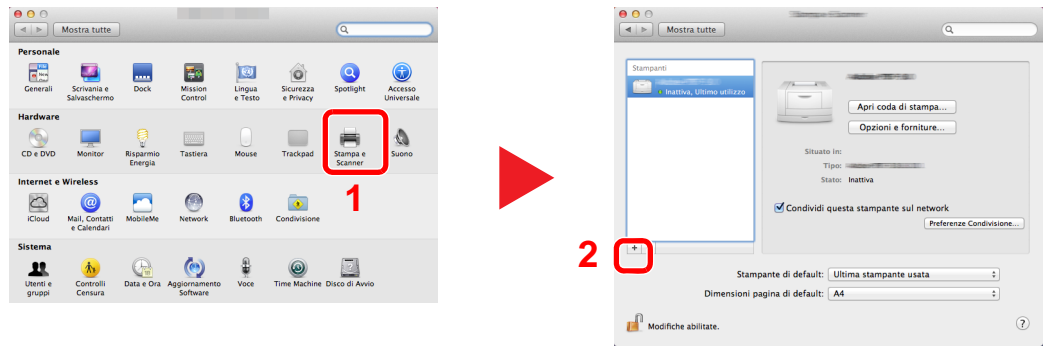 Mostra tutte
Personale
Generali
Scrivania e
Salvaschermo
Dock
Mission
Control
Lingua
e Testo
Sicurezza
e Privacy
Spotlight
Accesso
Universale
Hardware
CD e DVD
Monitor
Risparmio
Energia
Tastiera
Mouse
Trackpad
Stampa e
Scanner
Suono
1
Internet e Wireless
iCloud
Mail, Contatti
e Calendari
MobileMe
Network
Bluetooth
Condivisione
Sistema
Utenti e
gruppi
Controlli
Censura
Data e Ora
Aggiornamento
Software
Voce
Time Machine
Disco di Avvio
Mostra tutte
Stampanti
Inattiva, Ultimo utilizzo
Apri coda di stampa...
Opzioni e forniture...
Situato in:
Tipo:
Stato: Inattiva
Condividi questa stampante sul network
Preferenze Condivisione...
2
+
Stampante di default: Ultima stampante usata
Dimensioni pagina di default: A4
Modifiche abilitate.
?